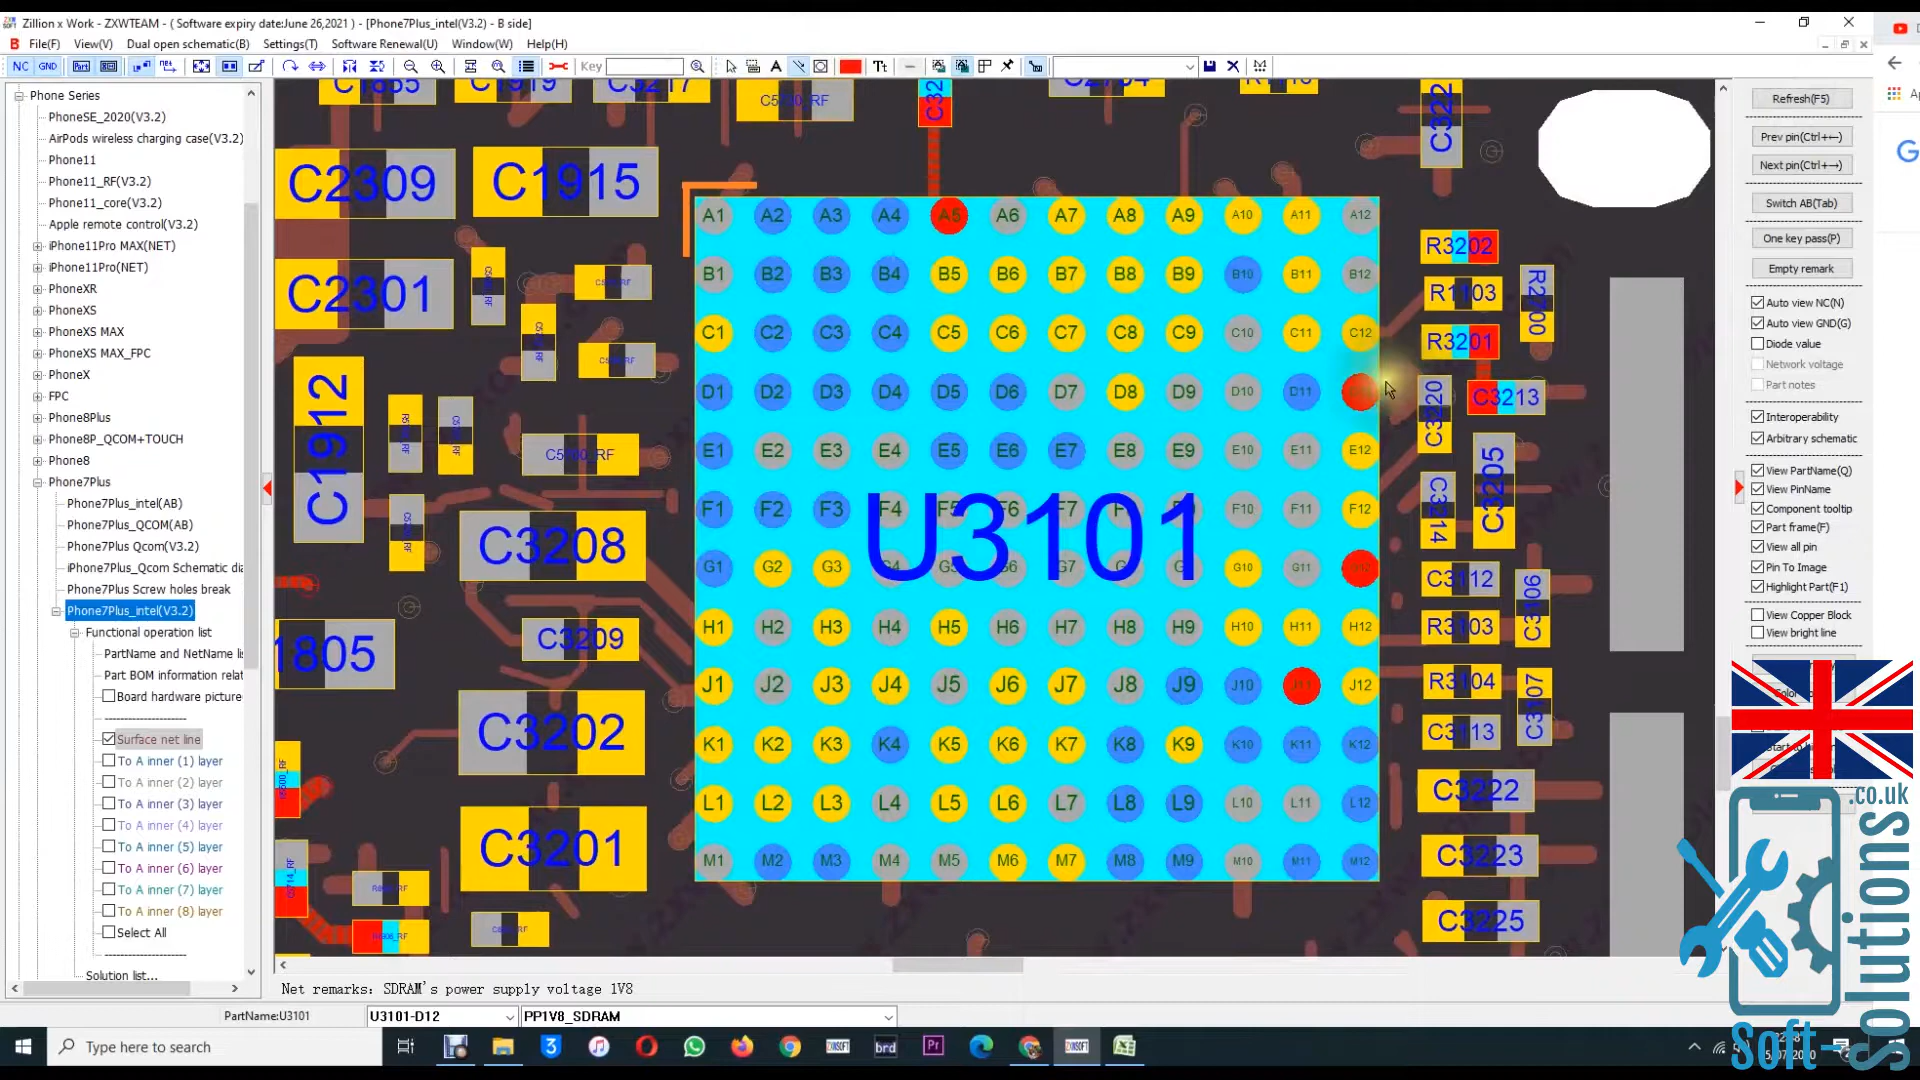 Zillion x Work - ZXWTEAM - ( Software expiry date:June 26,2021 ) - [Phone7Plus_intel(V3.2) - B side]
File(F) View(V) Dual open schematic(B) Settings(T) Software Renewal(U) Window(W) Help(H)
NC GND Part Key A Tt
Phone Series
PhoneSE_2020(V3.2)
AirPods wireless charging case(V3.2)
Phone11
Phone11_RF(V3.2)
Phone11_core(V3.2)
Apple remote control(V3.2)
iPhone11Pro MAX(NET)
iPhone11Pro(NET)
PhoneXR
PhoneXS
PhoneXS MAX
PhoneXS MAX_FPC
PhoneX
FPC
Phone8Plus
Phone8P_QCOM+TOUCH
Phone8
Phone7Plus
Phone7Plus_intel(AB)
Phone7Plus_QCOM(AB)
Phone7Plus Qcom(V3.2)
iPhone7Plus_Qcom Schematic dia
Phone7Plus Screw holes break
Phone7Plus_intel(V3.2)
Functional operation list
PartName and NetName li
Part BOM information relat
Board hardware picture
Surface net line
To A inner (1) layer
To A inner (2) layer
To A inner (3) layer
To A inner (4) layer
To A inner (5) layer
To A inner (6) layer
To A inner (7) layer
To A inner (8) layer
Select All
Solution list...
C2309 C1915
C2301
C1912
C3208
C3209
1805
C3202
C3201
A1 A2 A3 A4 A5 A6 A7 A8 A9 A10 A11 A12
B1 B2 B3 B4 B5 B6 B7 B8 B9 B10 B11 B12
C1 C2 C3 C4 C5 C6 C7 C8 C9 C10 C11 C12
D1 D2 D3 D4 D5 D6 D7 D8 D9 D10 D11
E1 E2 E3 E4 E5 E6 E7 E8 E9 E10 E11 E12
F1 F2 F3 F4 F5 F10 F11 F12
U3101
G1 G2 G3 G4 G7 G10 G11
H1 H2 H3 H4 H5 H6 H7 H8 H9 H10 H11 H12
J1 J2 J3 J4 J5 J6 J7 J8 J9 J10 J11 J12
K1 K2 K3 K4 K5 K6 K7 K8 K9 K10 K11 K12
L1 L2 L3 L4 L5 L6 L7 L8 L9 L10 L11 L12
M1 M2 M3 M4 M5 M6 M7 M8 M9 M10 M11 M12
R3202
R1103
R3201
C3220
C3213
C3205
C3214
C3112
C3106
R3103
R3104
C3107
C3113
C3222
C3223
C3225
Refresh(F5)
Prev pin(Ctrl+←)
Next pin(Ctrl+→)
Switch AB(Tab)
One key pass(P)
Empty remark
Auto view NC(N)
Auto view GND(G)
Diode value
Network voltage
Part notes
Interoperability
Arbitrary schematic
View PartName(Q)
View PinName
Component tooltip
Part frame(F)
View all pin
Pin To Image
Highlight Part(F1)
View Copper Block
View bright line
Net remarks: SDRAM's power supply voltage 1V8
PartName:U3101 U3101-D12 PP1V8_SDRAM
Type here to search
brd Pr
.co.uk
Soft-Solutions